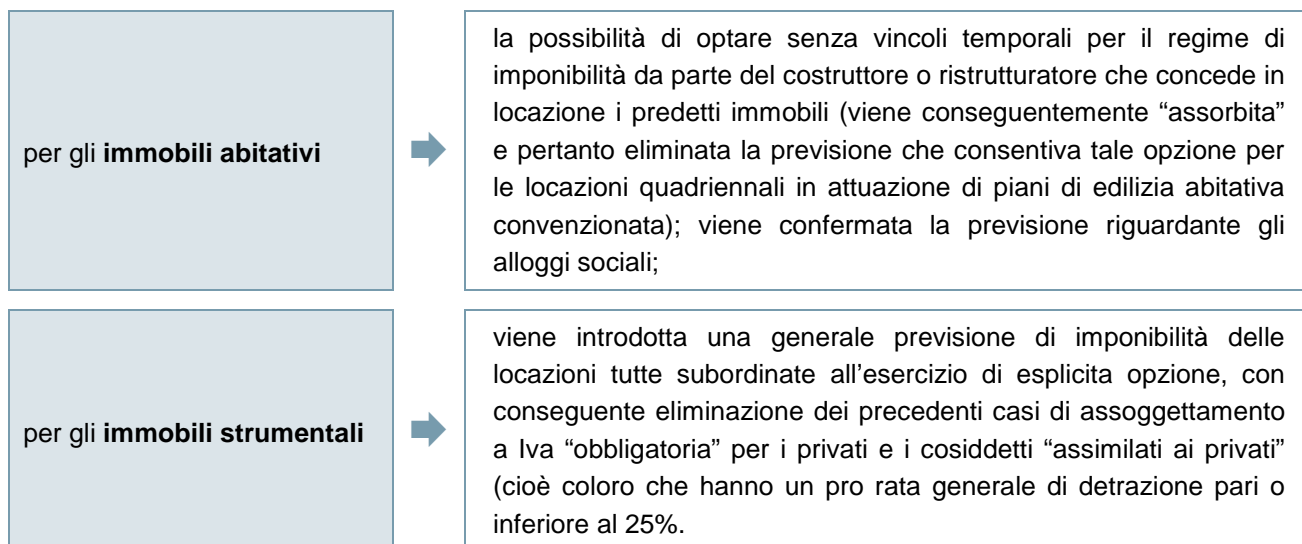 per gli immobili abitativi
la possibilità di optare senza vincoli temporali per il regime di
imponibilità da parte del costruttore o ristrutturatore che concede in
locazione i predetti immobili (viene conseguentemente “assorbita”
e pertanto eliminata la previsione che consentiva tale opzione per
le locazioni quadriennali in attuazione di piani di edilizia abitativa
convenzionata); viene confermata la previsione riguardante gli
alloggi sociali;
per gli immobili strumentali
viene introdotta una generale previsione di imponibilità delle
locazioni tutte subordinate all’esercizio di esplicita opzione, con
conseguente eliminazione dei precedenti casi di assoggettamento
a Iva “obbligatoria” per i privati e i cosiddetti “assimilati ai privati”
(cioè coloro che hanno un pro rata generale di detrazione pari o
inferiore al 25%.